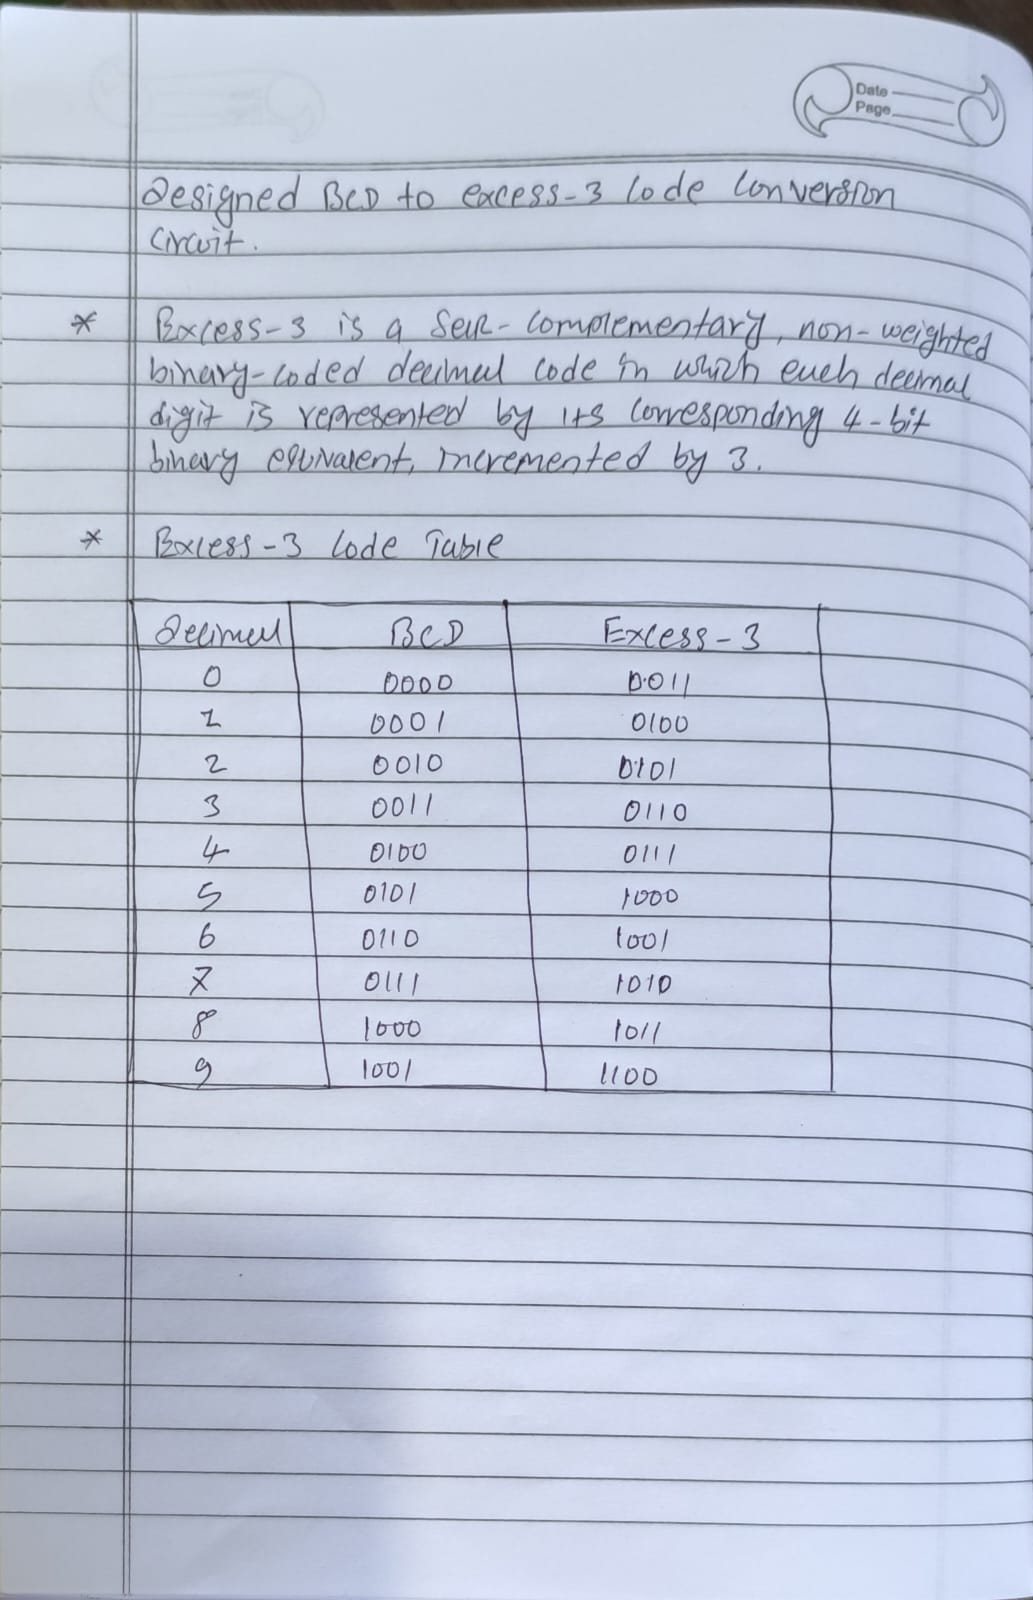 Date
Page
Designed BCD to excess-3 Code Conversion
Circuit.
* Excess-3 is a Self-Complementary, non-weighted
binary-coded decimal code in which each decimal
digit is represented by its corresponding 4-bit
binary equivalent, incremented by 3.
* Excess-3 Code Table
Decimal BCD Excess-3
0 0000 0011
1 0001 0100
2 0010 0101
3 0011 0110
4 0100 0111
5 0101 1000
6 0110 1001
7 0111 1010
8 1000 1011
9 1001 1100